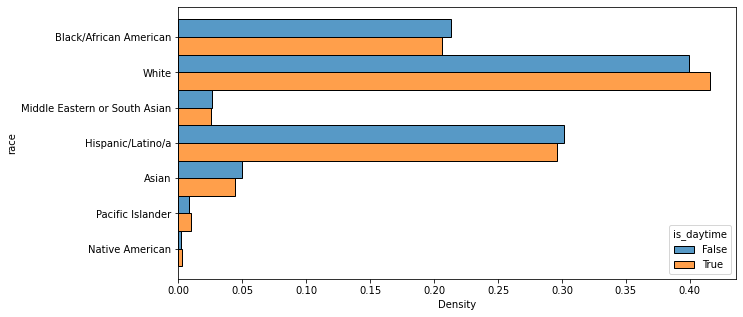 race
Black/African American
White
Middle Eastern or South Asian
Hispanic/Latino/a
Asian
Pacific Islander
Native American
is_daytime
False
True
0.00 0.05 0.10 0.15 0.20 0.25 0.30 0.35 0.40
Density